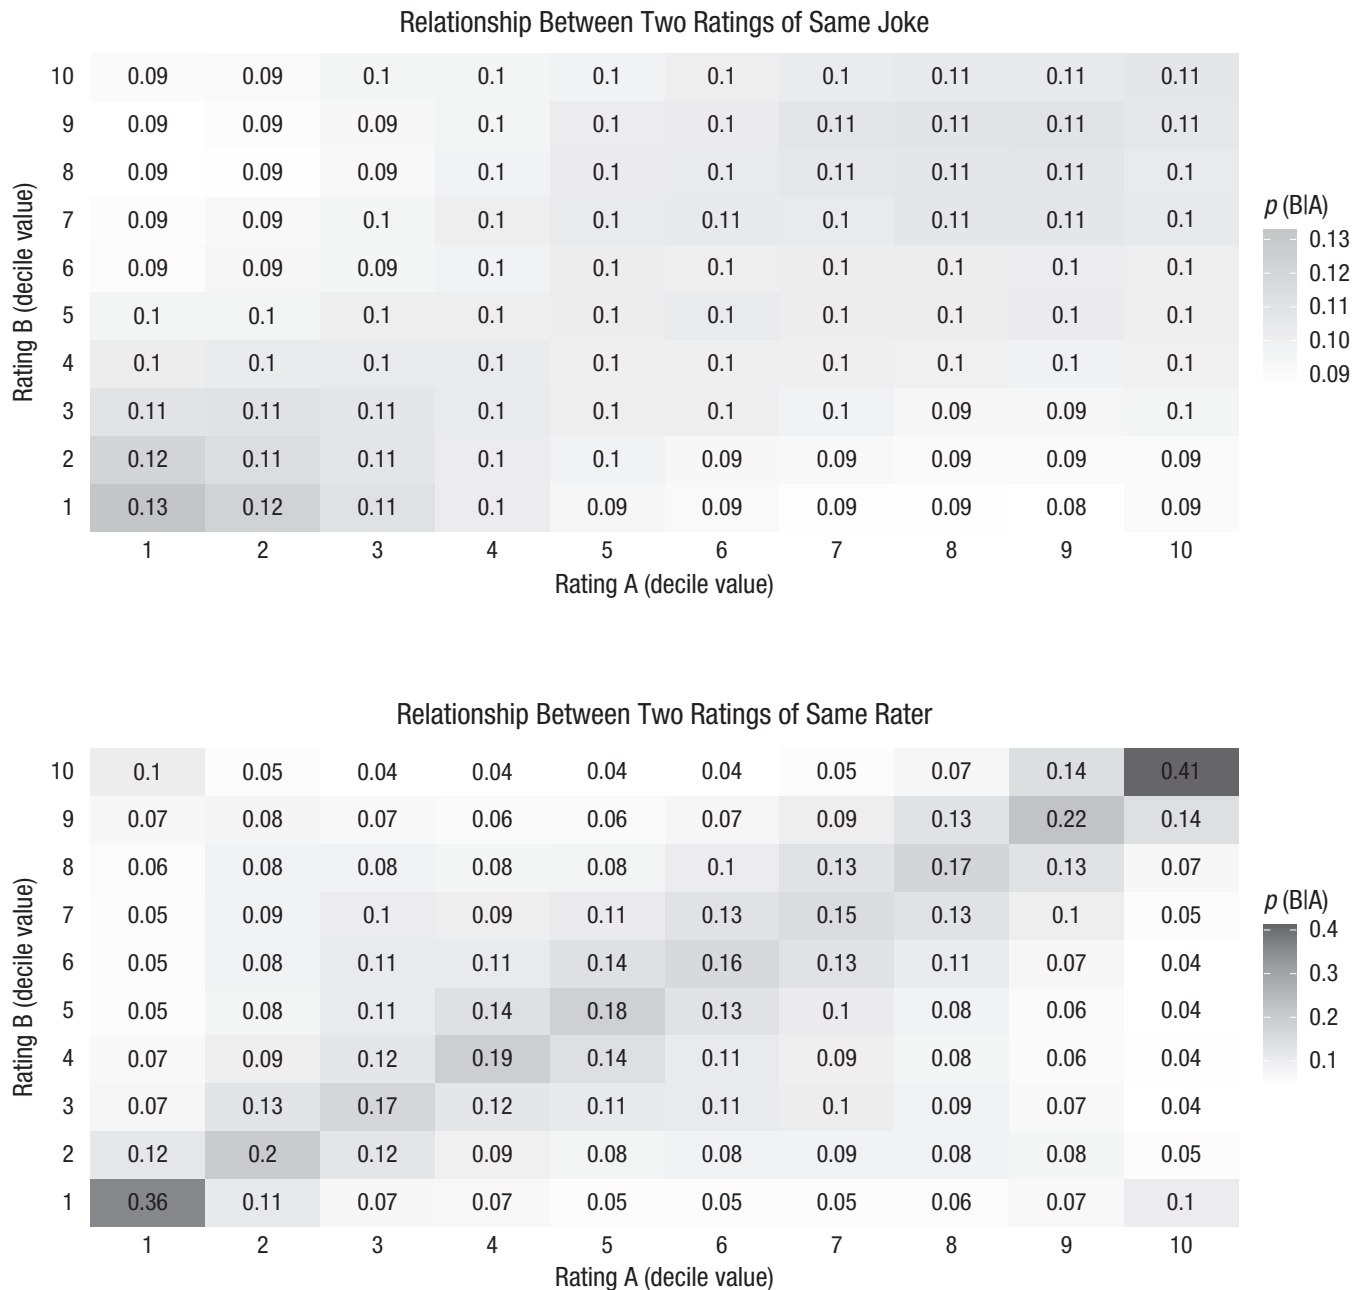 Relationship Between Two Ratings of Same Joke
10 0.09 0.09 0.1 0.1 0.1 0.1 0.1 0.11 0.11 0.11
9 0.09 0.09 0.09 0.1 0.1 0.1 0.11 0.11 0.11 0.11
8 0.09 0.09 0.09 0.1 0.1 0.1 0.11 0.11 0.11 0.1
7 0.09 0.09 0.1 0.1 0.1 0.11 0.1 0.11 0.11 0.1
6 0.09 0.09 0.09 0.1 0.1 0.1 0.1 0.1 0.1 0.1
5 0.1 0.1 0.1 0.1 0.1 0.1 0.1 0.1 0.1 0.1
4 0.1 0.1 0.1 0.1 0.1 0.1 0.1 0.1 0.1 0.1
3 0.11 0.11 0.11 0.1 0.1 0.1 0.1 0.09 0.09 0.1
2 0.12 0.11 0.11 0.1 0.1 0.09 0.09 0.09 0.09 0.09
1 0.13 0.12 0.11 0.1 0.09 0.09 0.09 0.09 0.08 0.09
1 2 3 4 5 6 7 8 9 10
Rating A (decile value)
Rating B (decile value)
p (B|A)
0.13
0.12
0.11
0.10
0.09
Relationship Between Two Ratings of Same Rater
10 0.1 0.05 0.04 0.04 0.04 0.04 0.05 0.07 0.14 0.41
9 0.07 0.08 0.07 0.06 0.06 0.07 0.09 0.13 0.22 0.14
8 0.06 0.08 0.08 0.08 0.08 0.1 0.13 0.17 0.13 0.07
7 0.05 0.09 0.1 0.09 0.11 0.13 0.15 0.13 0.1 0.05
6 0.05 0.08 0.11 0.11 0.14 0.16 0.13 0.11 0.07 0.04
5 0.05 0.08 0.11 0.14 0.18 0.13 0.1 0.08 0.06 0.04
4 0.07 0.09 0.12 0.19 0.14 0.11 0.09 0.08 0.06 0.04
3 0.07 0.13 0.17 0.12 0.11 0.11 0.1 0.09 0.07 0.04
2 0.12 0.2 0.12 0.09 0.08 0.08 0.09 0.08 0.08 0.05
1 0.36 0.11 0.07 0.07 0.05 0.05 0.05 0.06 0.07 0.1
1 2 3 4 5 6 7 8 9 10
Rating A (decile value)
Rating B (decile value)
p (B|A)
0.4
0.3
0.2
0.1